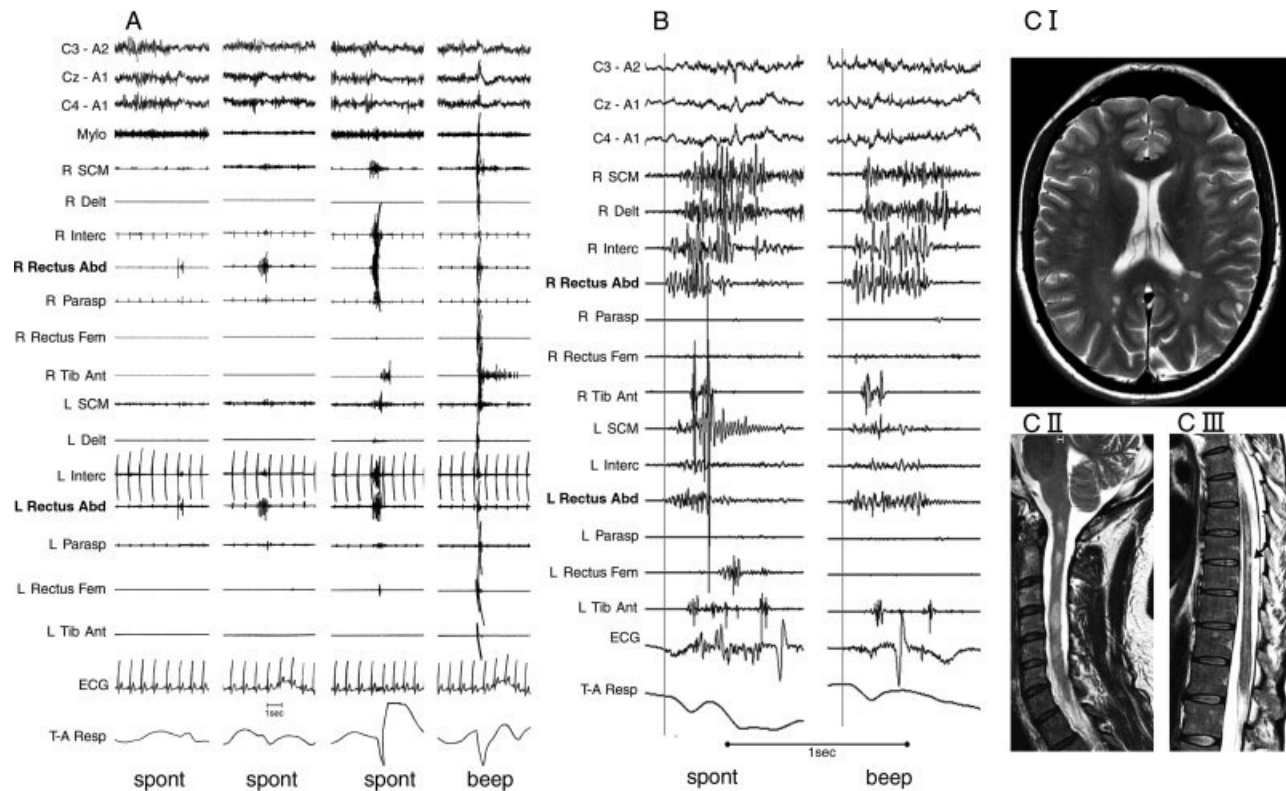 A
C3 - A2
Cz - A1
C4 - A1
Mylo
R SCM
R Delt
R Interc
R Rectus Abd
R Parasp
R Rectus Fem
R Tib Ant
L SCM
L Delt
L Interc
L Rectus Abd
L Parasp
L Rectus Fem
L Tib Ant
ECG
1sec
T-A Resp
spont spont spont beep
B
C3 - A2
Cz - A1
C4 - A1
R SCM
R Delt
R Interc
R Rectus Abd
R Parasp
R Rectus Fem
R Tib Ant
L SCM
L Interc
L Rectus Abd
L Parasp
L Rectus Fem
L Tib Ant
ECG
T-A Resp
1sec
spont beep
C I
C II
H
C III